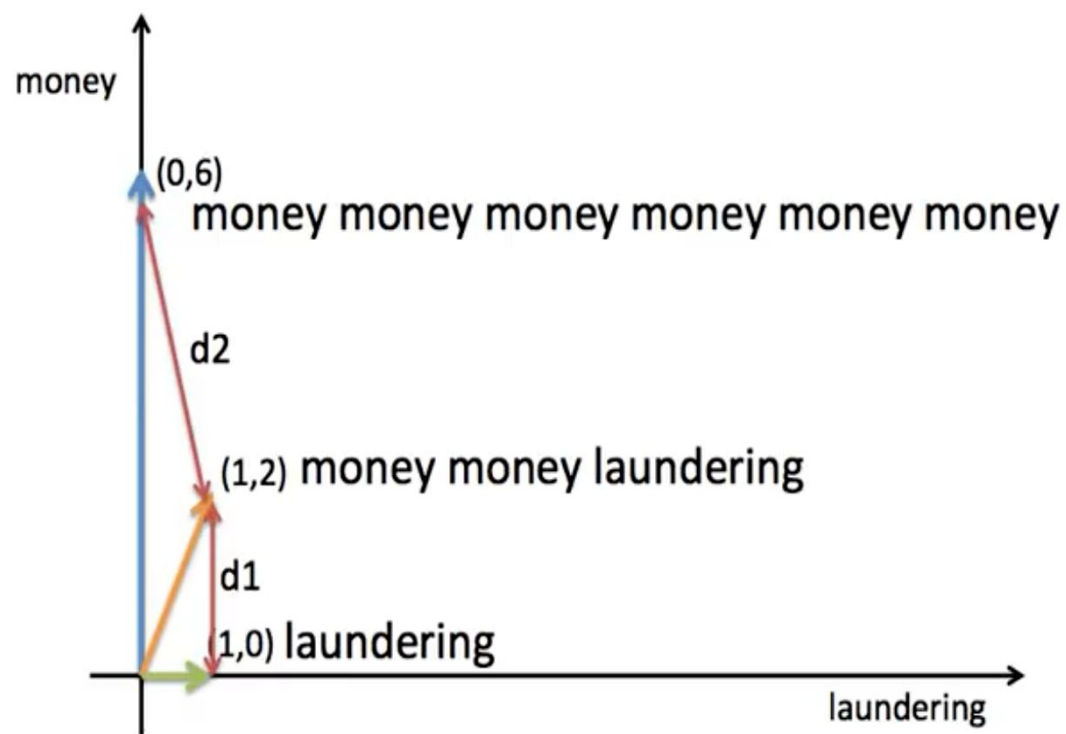 money
(0,6)
money money money money money money
d2
(1,2) money money laundering
d1
(1,0) laundering
laundering